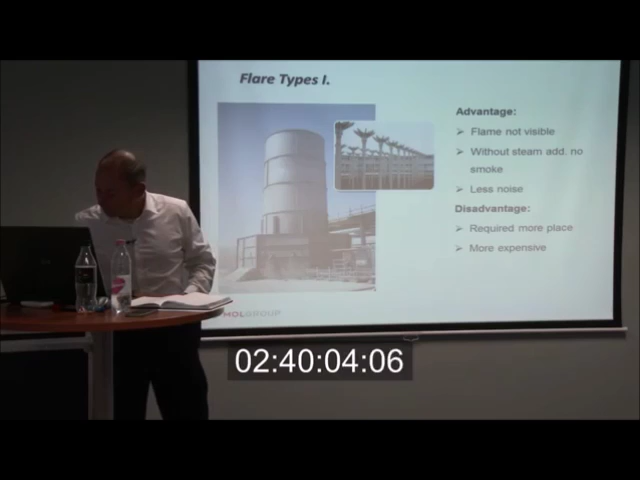 Flare Types I.
Advantage:
➢ Flame not visible
➢ Without steam add. no
smoke
➢ Less noise
Disadvantage:
➢ Required more place
➢ More expensive
MOLGROUP
02:40:04:06